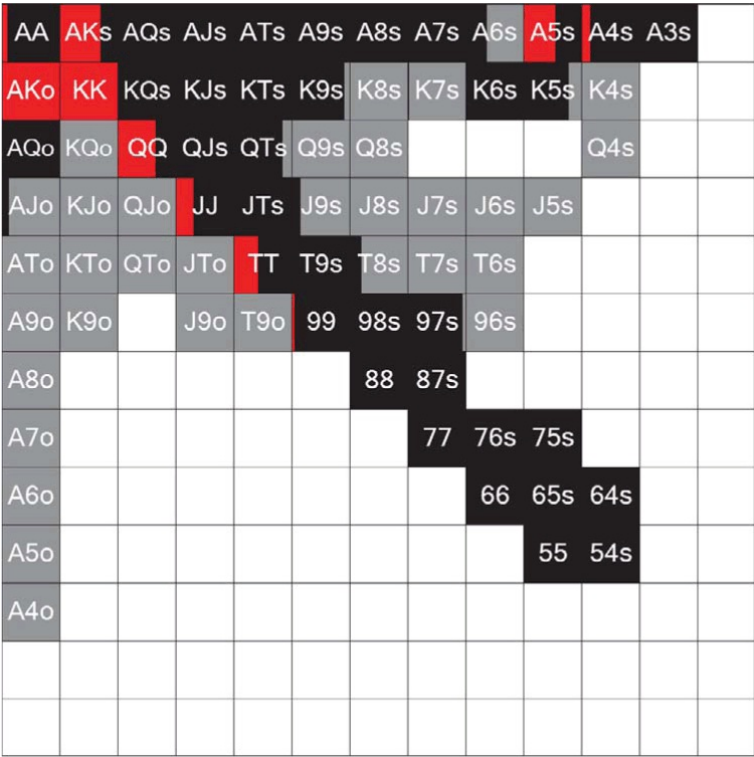 AA AKs AQs AJs ATs A9s A8s A7s A6s A5s A4s A3s
AKo KK KQs KJs KTs K9s K8s K7s K6s K5s K4s
AQo KQo QQ QJs QTs Q9s Q8s Q4s
AJo KJo QJo JJ JTs J9s J8s J7s J6s J5s
ATo KTo QTo JTo TT T9s T8s T7s T6s
A9o K9o J9o T9o 99 98s 97s 96s
A8o 88 87s
A7o 77 76s 75s
A6o 66 65s 64s
A5o 55 54s
A4o